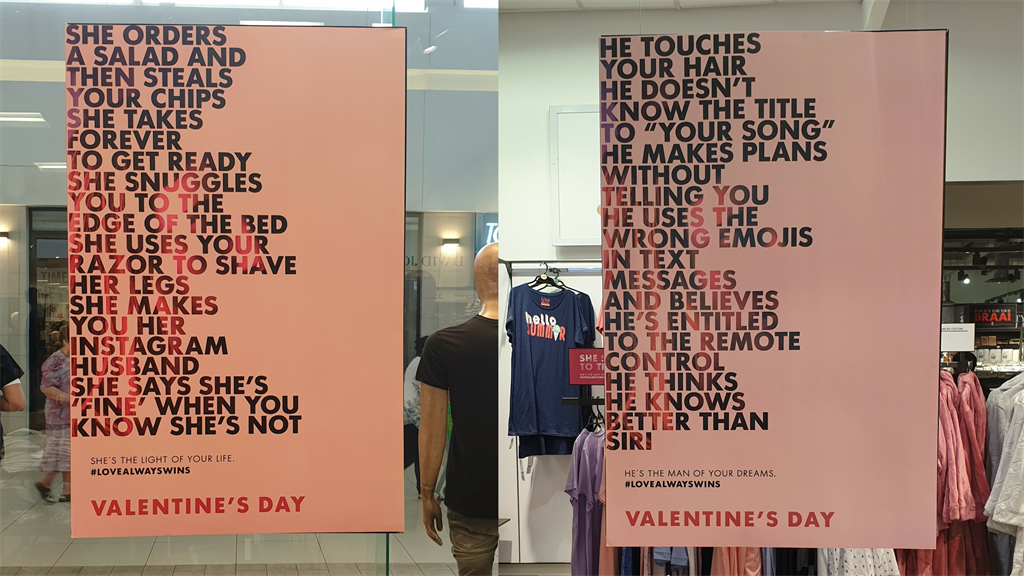 SHE ORDERS
A SALAD AND
THEN STEALS
YOUR CHIPS
SHE TAKES
FOREVER
TO GET READY
SHE SNUGGLES
YOU TO THE
EDGE OF THE BED
SHE USES YOUR
RAZOR TO SHAVE
HER LEGS
SHE MAKES
YOU HER
INSTAGRAM
HUSBAND
SHE SAYS SHE'S
'FINE' WHEN YOU
KNOW SHE'S NOT
SHE'S THE LIGHT OF YOUR LIFE.
#LOVEALWAYSWINS
VALENTINE'S DAY
HE TOUCHES
YOUR HAIR
HE DOESN'T
KNOW THE TITLE
TO “YOUR SONG”
HE MAKES PLANS
WITHOUT
TELLING YOU
HE USES THE
WRONG EMOJIS
IN TEXT
MESSAGES
AND BELIEVES
HE'S ENTITLED
TO THE REMOTE
CONTROL
HE THINKS
HE KNOWS
BETTER THAN
SIRI
HE'S THE MAN OF YOUR DREAMS.
#LOVEALWAYSWINS
VALENTINE'S DAY
hello
SUMMER
SHE
TO
BRAAI